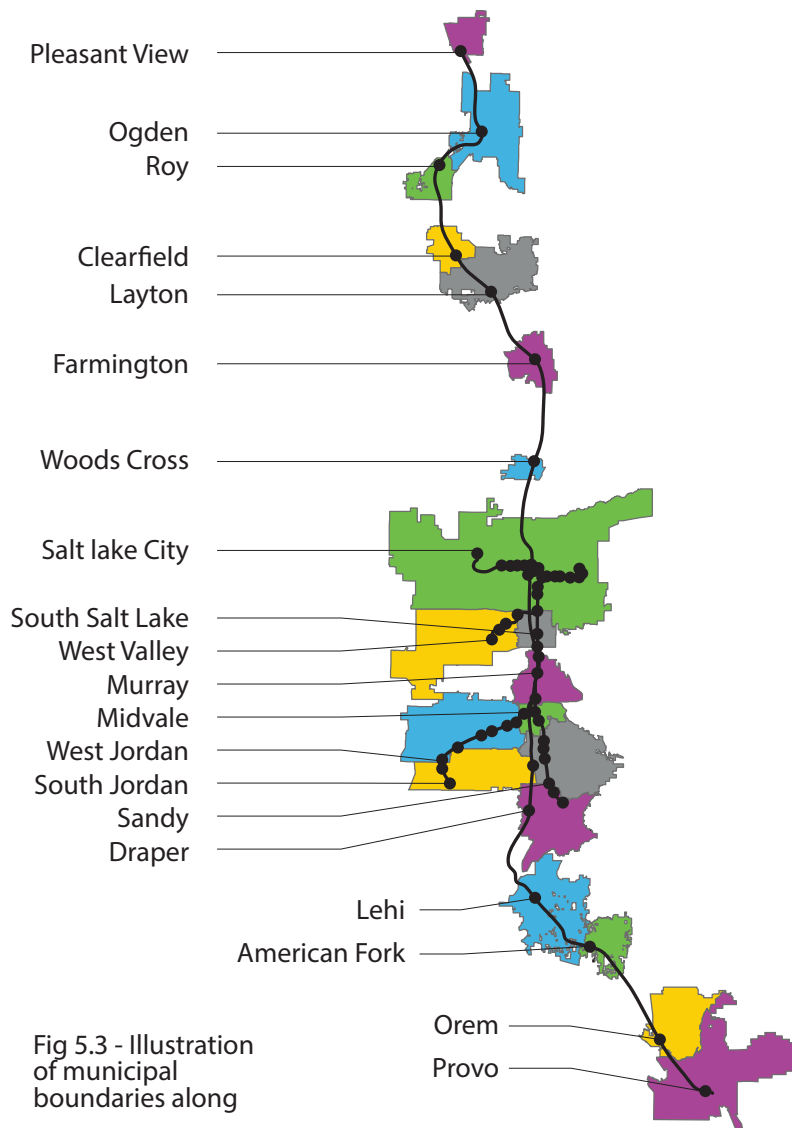 Pleasant View
Ogden
Roy
Clearfield
Layton
Farmington
Woods Cross
Salt lake City
South Salt Lake
West Valley
Murray
Midvale
West Jordan
South Jordan
Sandy
Draper
Lehi
American Fork
Orem
Provo
Fig 5.3 - Illustration
of municipal
boundaries along